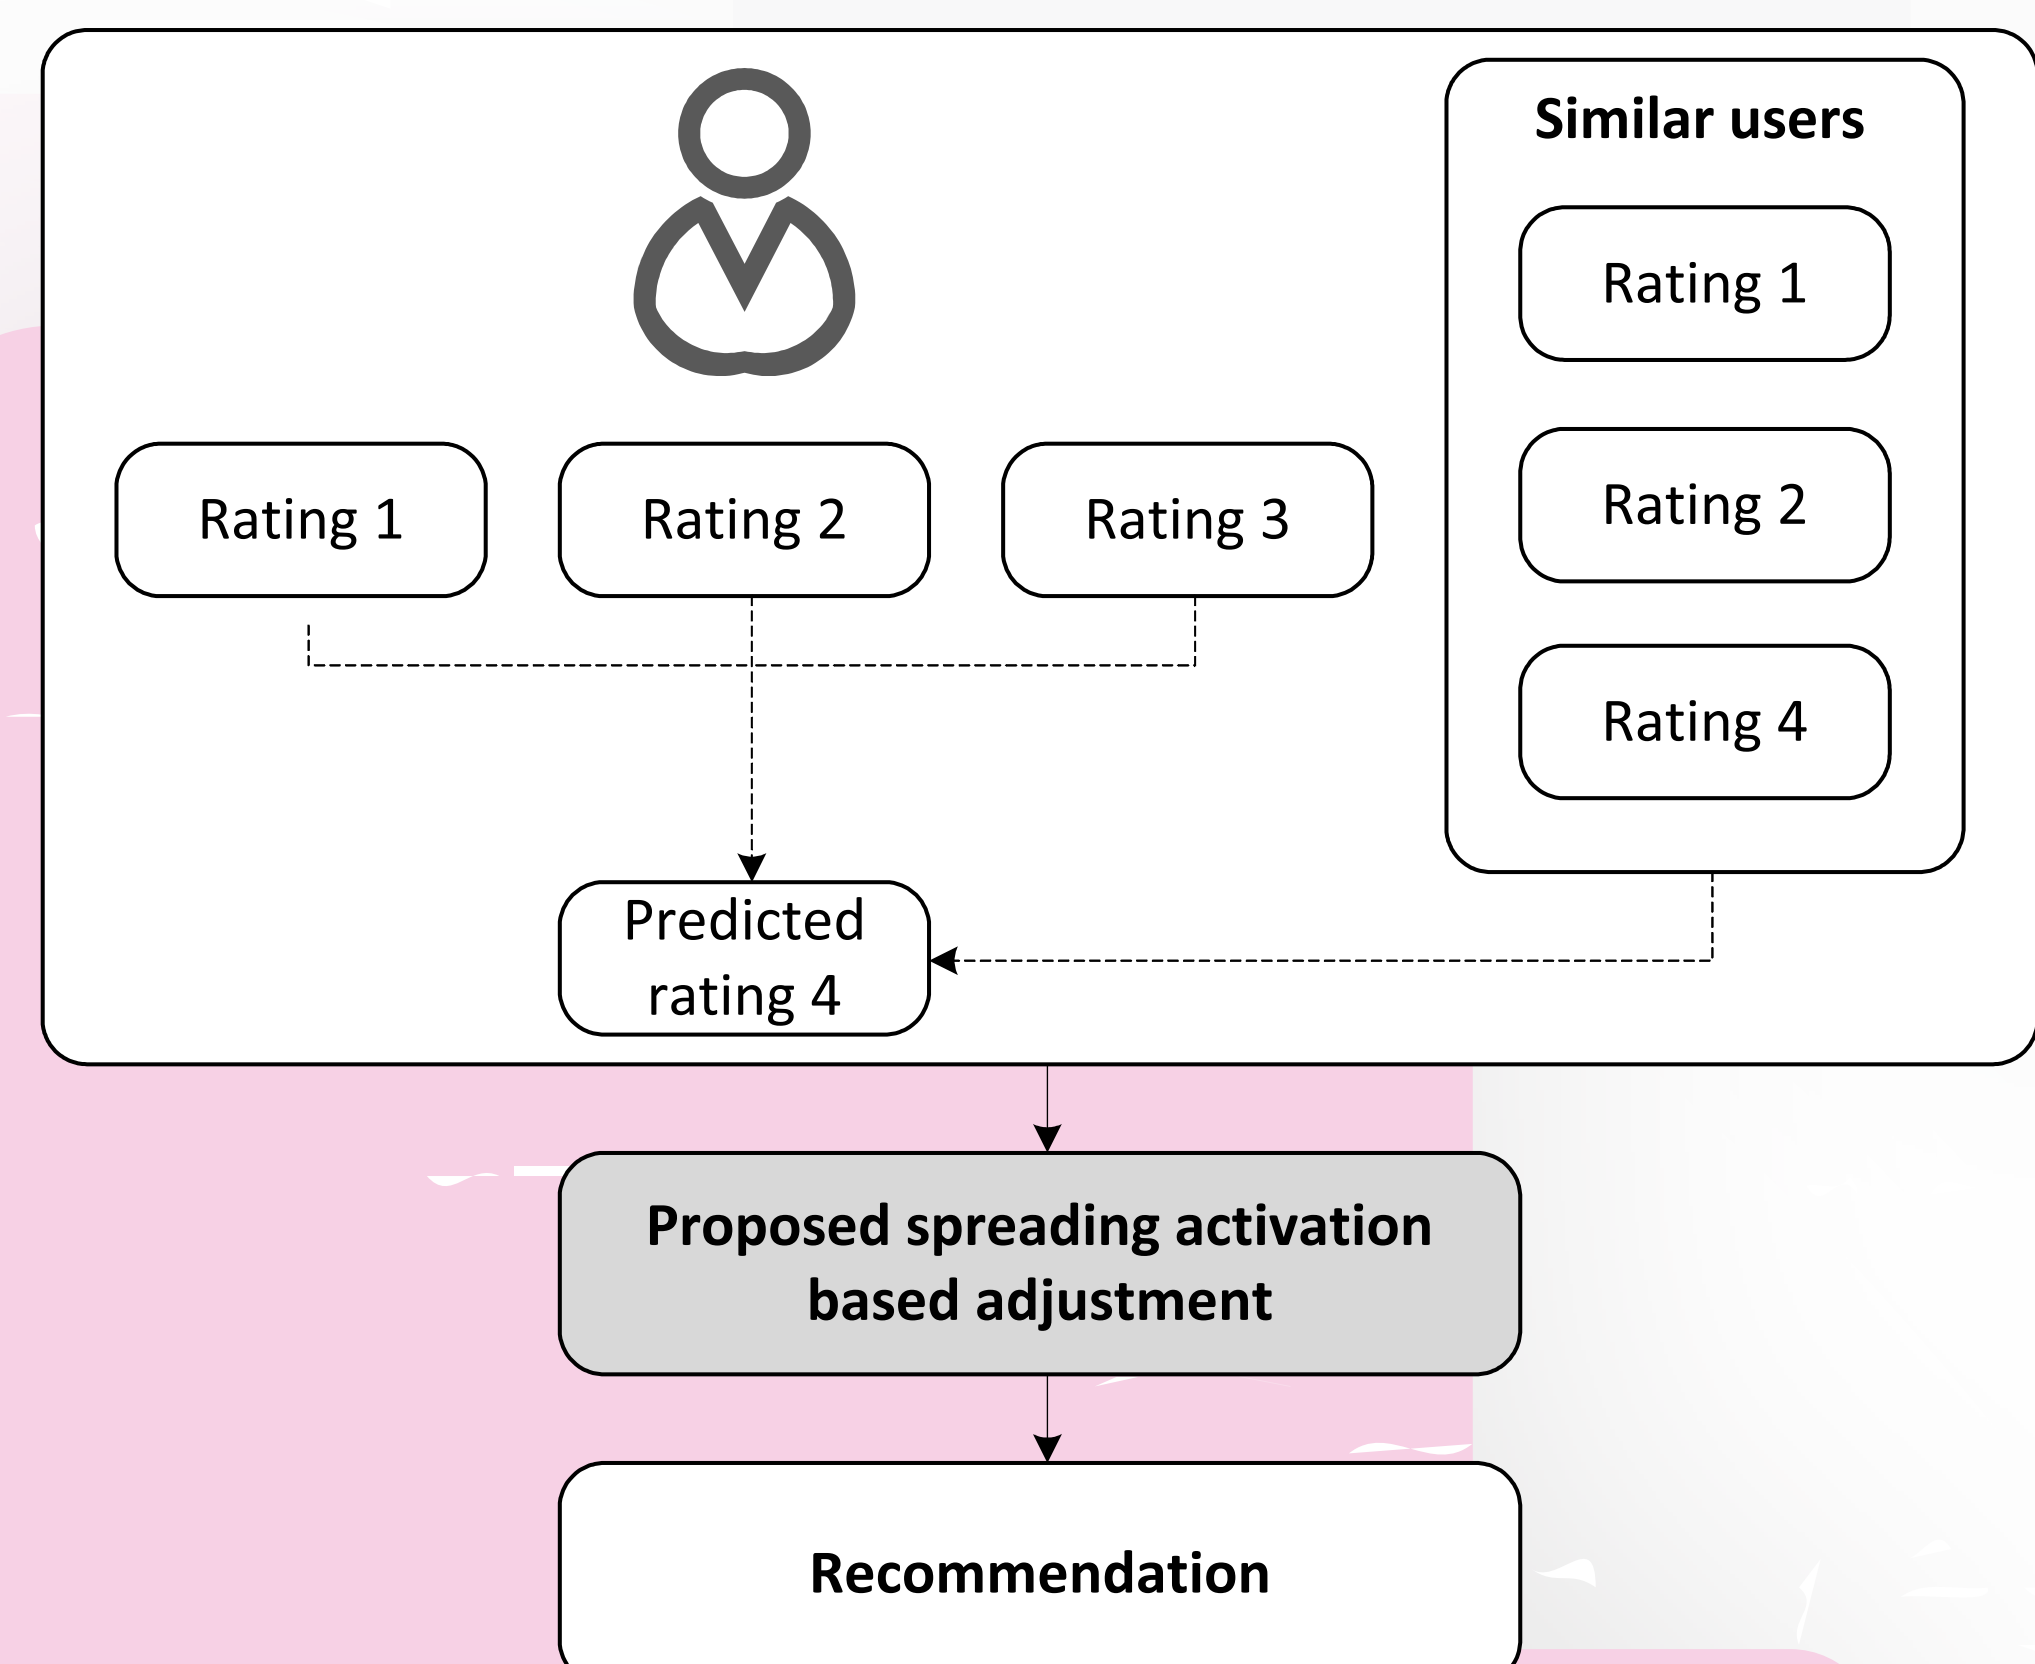 Similar users
Rating 1
Rating 2
Rating 4
Rating 1
Rating 2
Rating 3
Predicted
rating 4
Proposed spreading activation
based adjustment
Recommendation